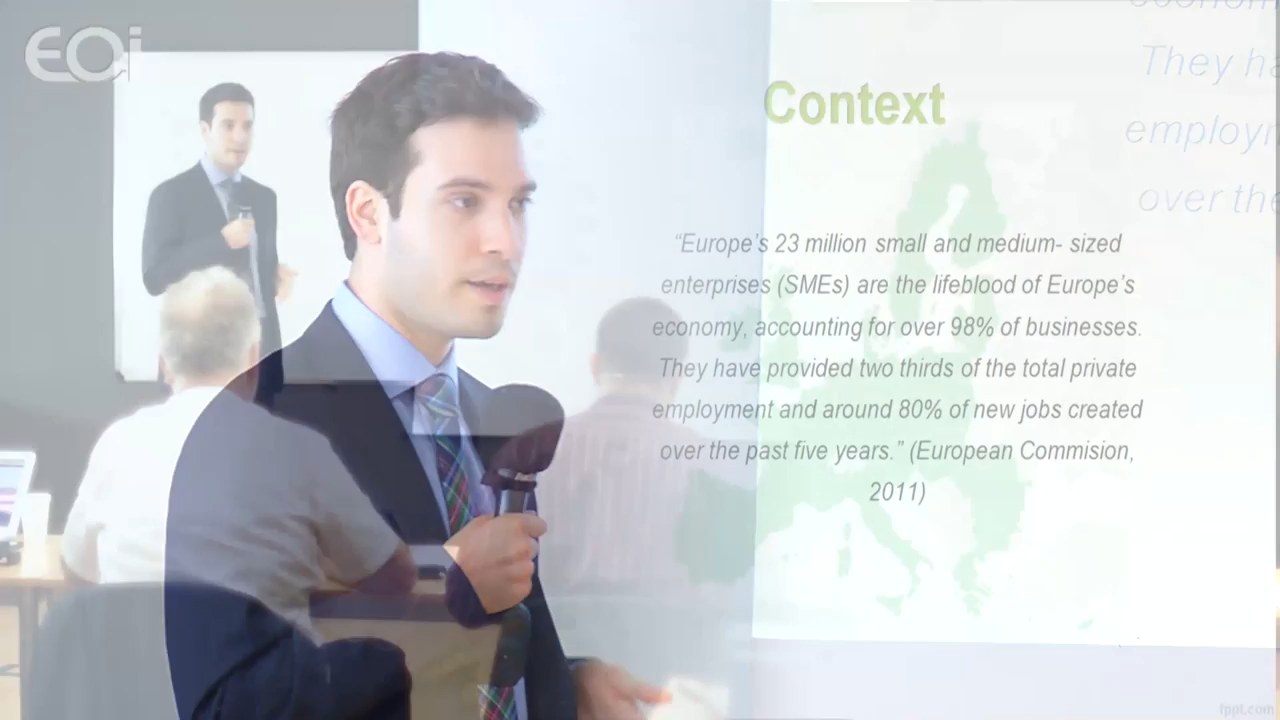 EOi
Context
“Europe’s 23 million small and medium- sized
enterprises (SMEs) are the lifeblood of Europe’s
economy, accounting for over 98% of businesses.
They have provided two thirds of the total private
employment and around 80% of new jobs created
over the past five years.” (European Commision,
2011)
They ha
employm
over the
fppt.com